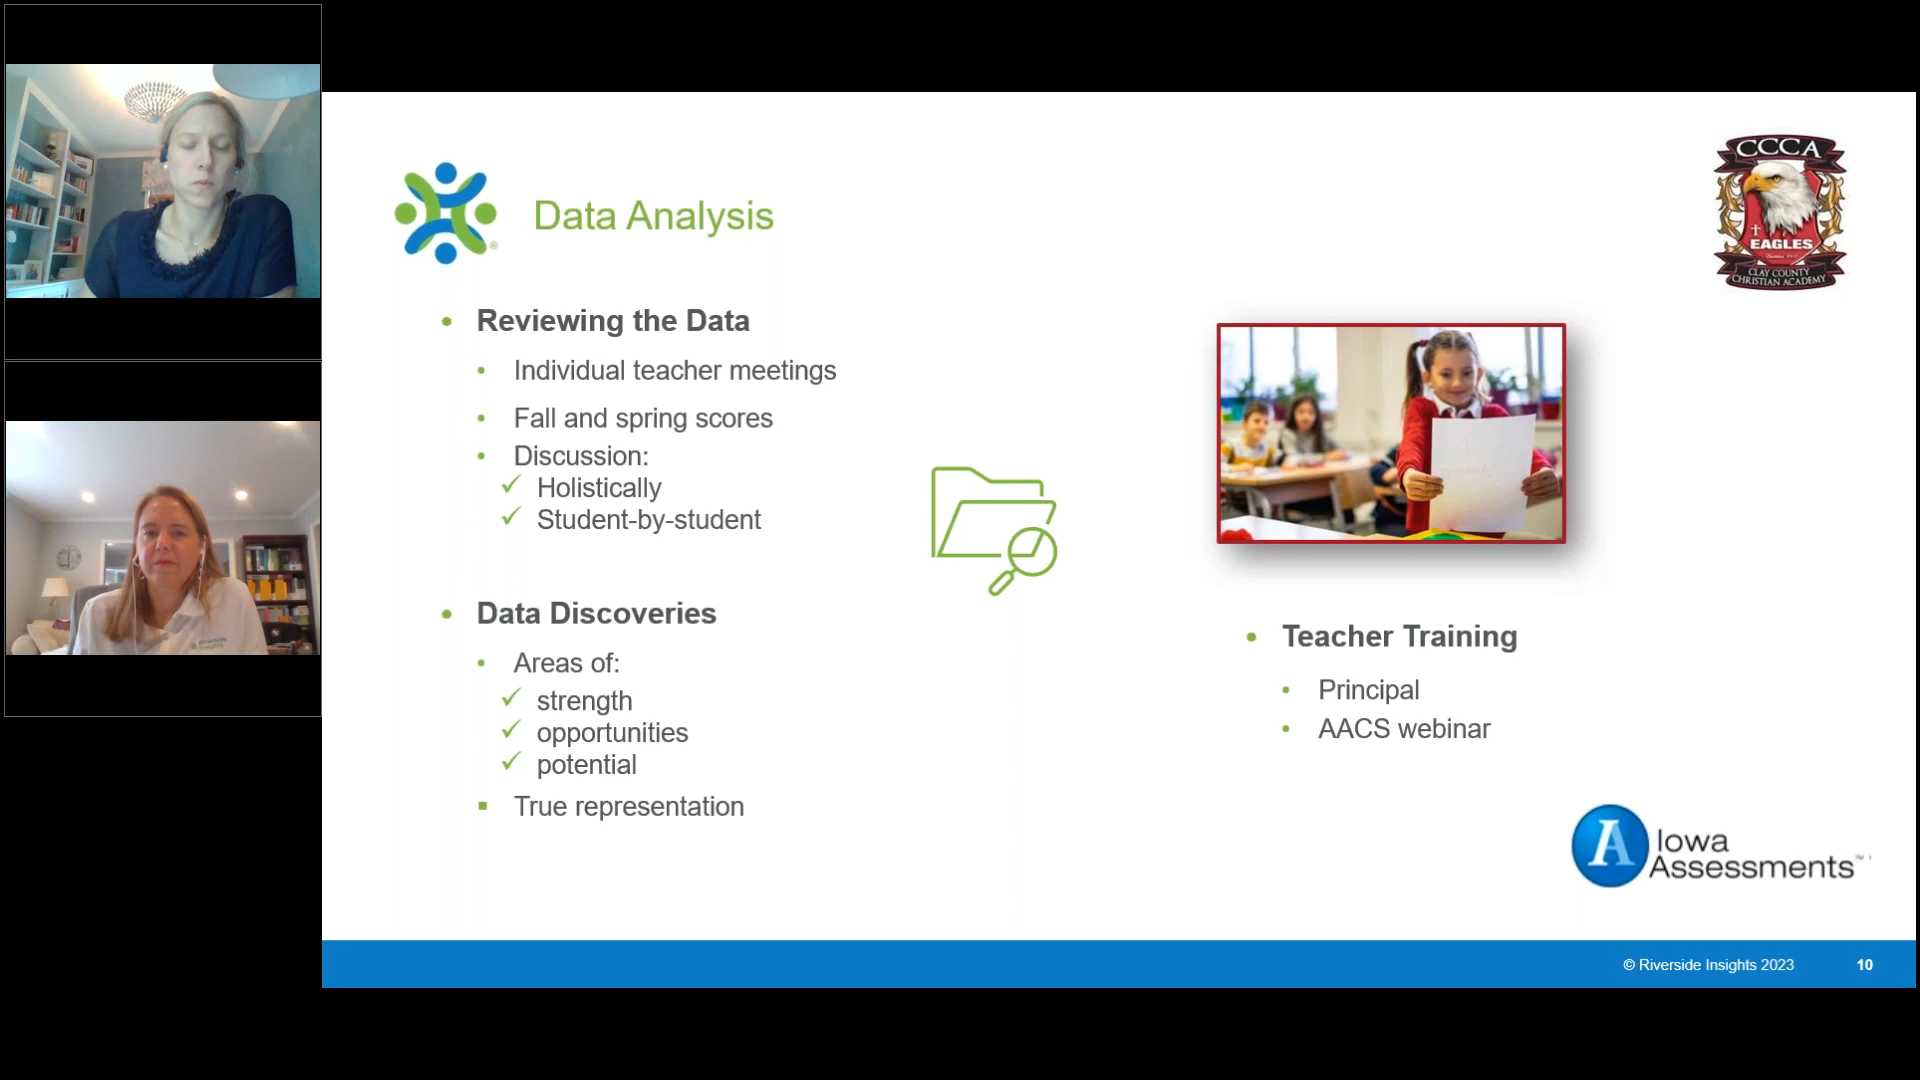 Data Analysis
CCCA
EAGLES
CLAY COUNTY
CHRISTIAN ACADEMY
Reviewing the Data
Individual teacher meetings
Fall and spring scores
Discussion:
Holistically
Student-by-student
Data Discoveries
Areas of:
strength
opportunities
potential
True representation
Teacher Training
Principal
AACS webinar
A
Iowa
Assessments™
© Riverside Insights 2023
10